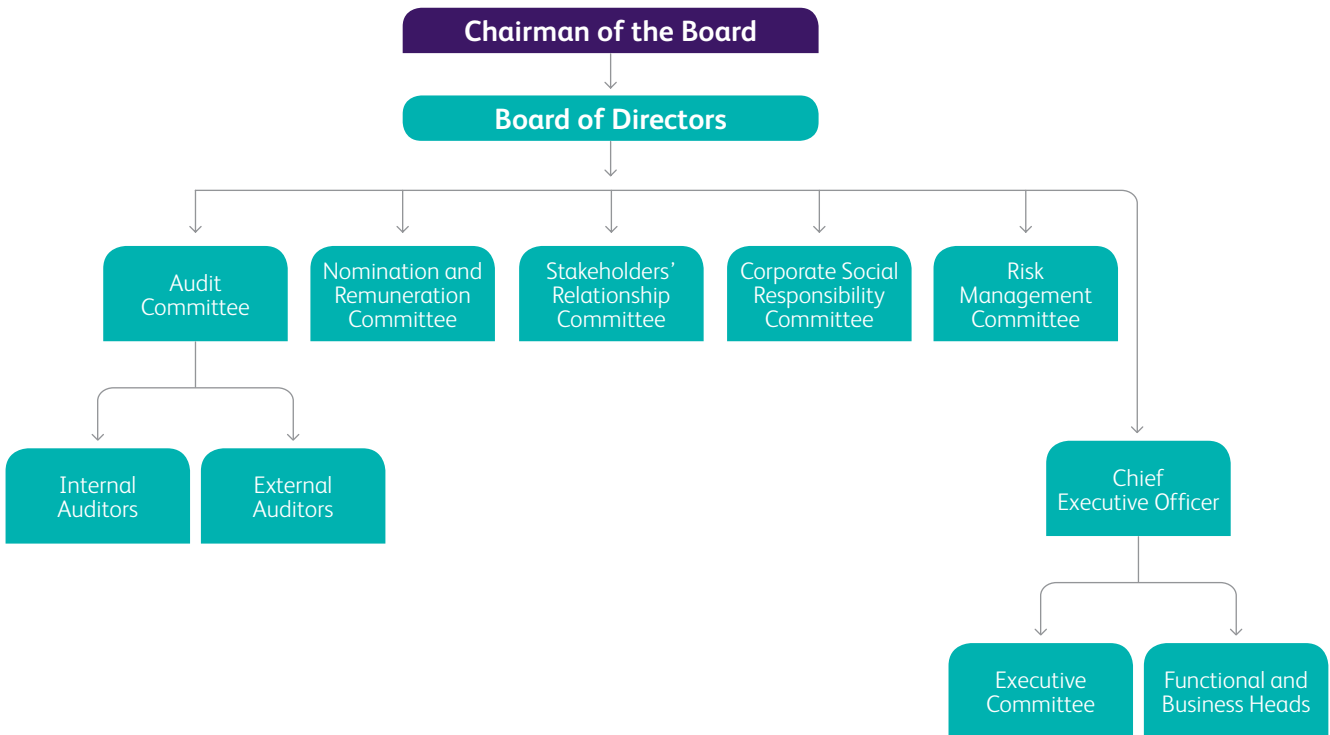 Chairman of the Board
Board of Directors
Audit
Committee
Nomination and
Remuneration
Committee
Stakeholders’
Relationship
Committee
Corporate Social
Responsibility
Committee
Risk
Management
Committee
Internal
Auditors
External
Auditors
Chief
Executive Officer
Executive
Committee
Functional and
Business Heads